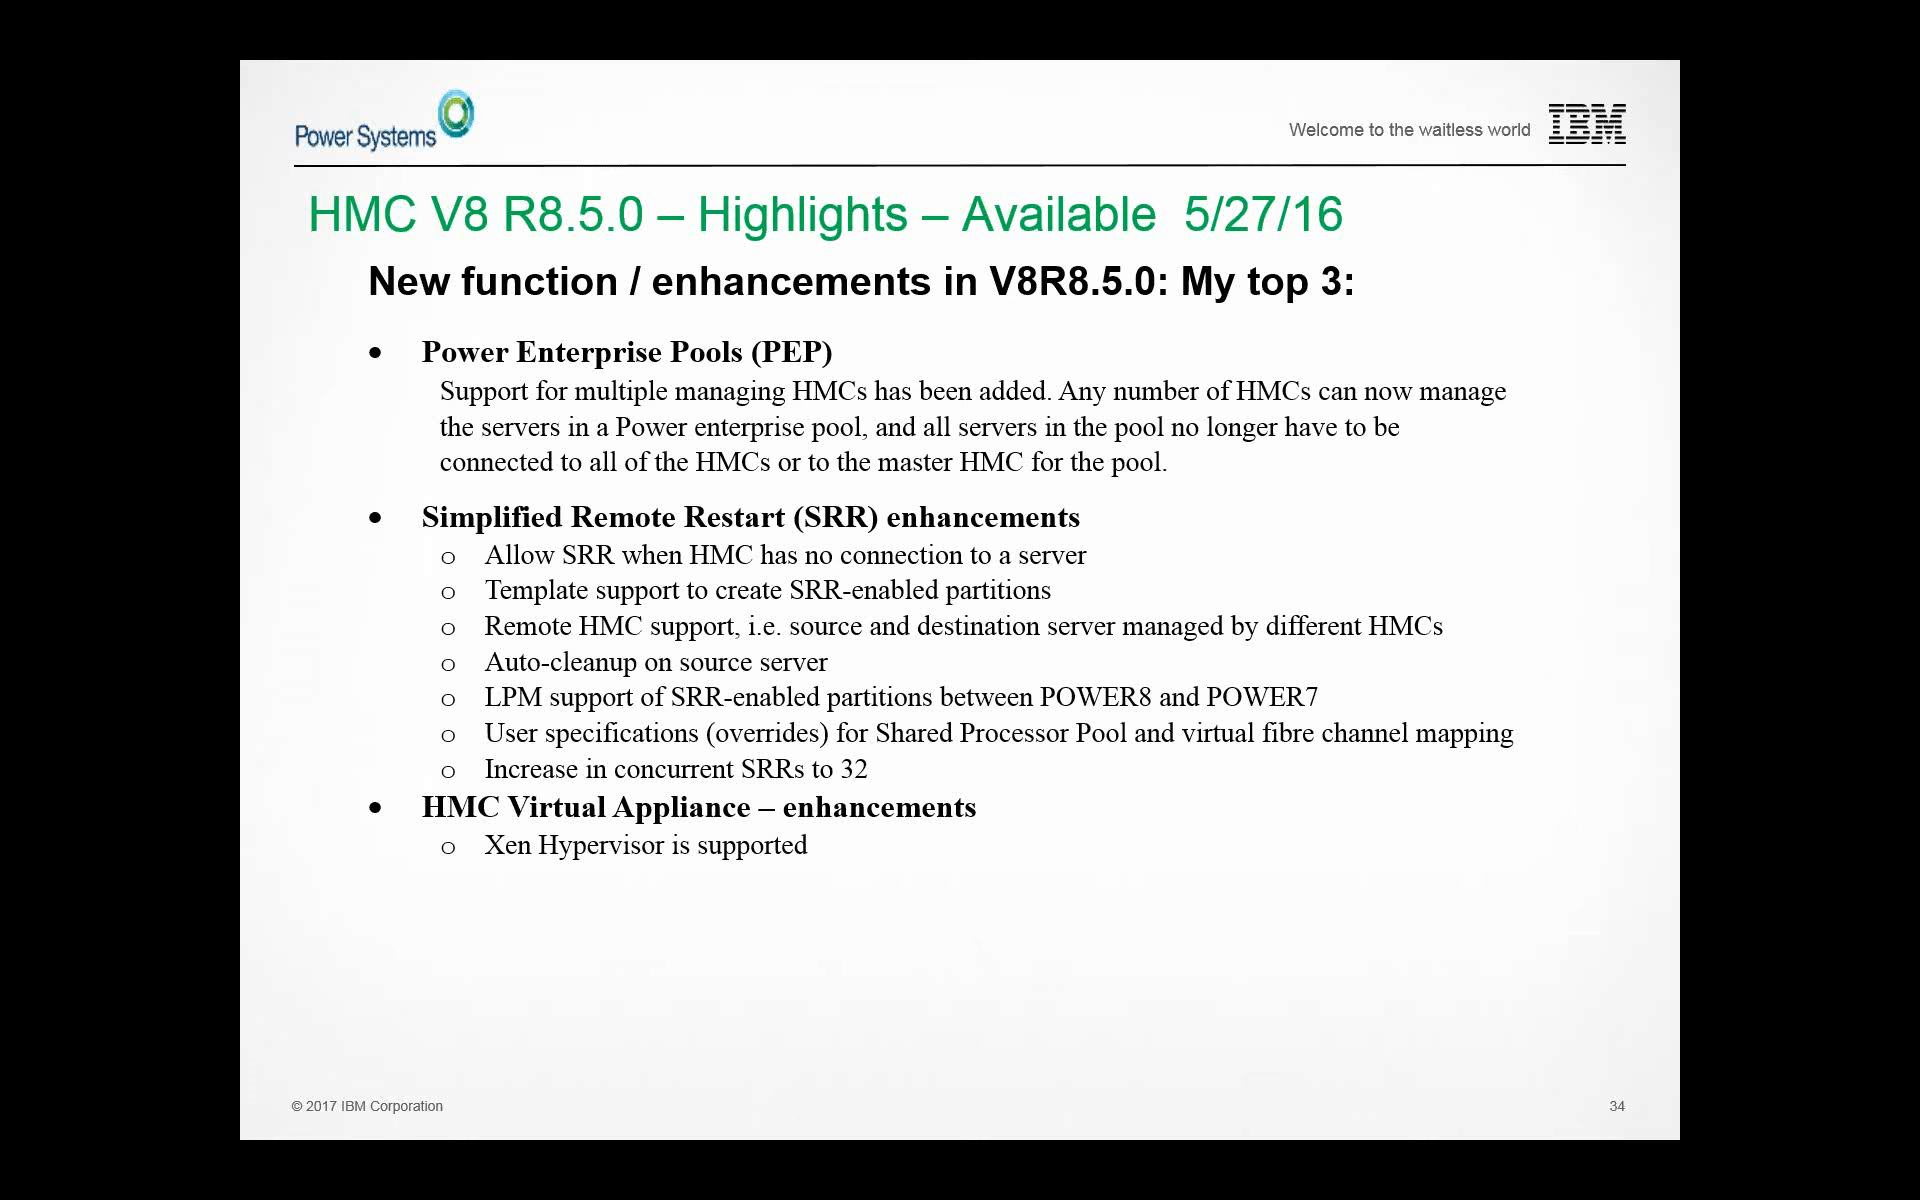 Power Systems
Welcome to the waitless world
IBM
HMC V8 R8.5.0 – Highlights – Available 5/27/16
New function / enhancements in V8R8.5.0: My top 3:
• Power Enterprise Pools (PEP)
Support for multiple managing HMCs has been added. Any number of HMCs can now manage
the servers in a Power enterprise pool, and all servers in the pool no longer have to be
connected to all of the HMCs or to the master HMC for the pool.
• Simplified Remote Restart (SRR) enhancements
o Allow SRR when HMC has no connection to a server
o Template support to create SRR-enabled partitions
o Remote HMC support, i.e. source and destination server managed by different HMCs
o Auto-cleanup on source server
o LPM support of SRR-enabled partitions between POWER8 and POWER7
o User specifications (overrides) for Shared Processor Pool and virtual fibre channel mapping
o Increase in concurrent SRRs to 32
• HMC Virtual Appliance – enhancements
o Xen Hypervisor is supported
© 2017 IBM Corporation
34